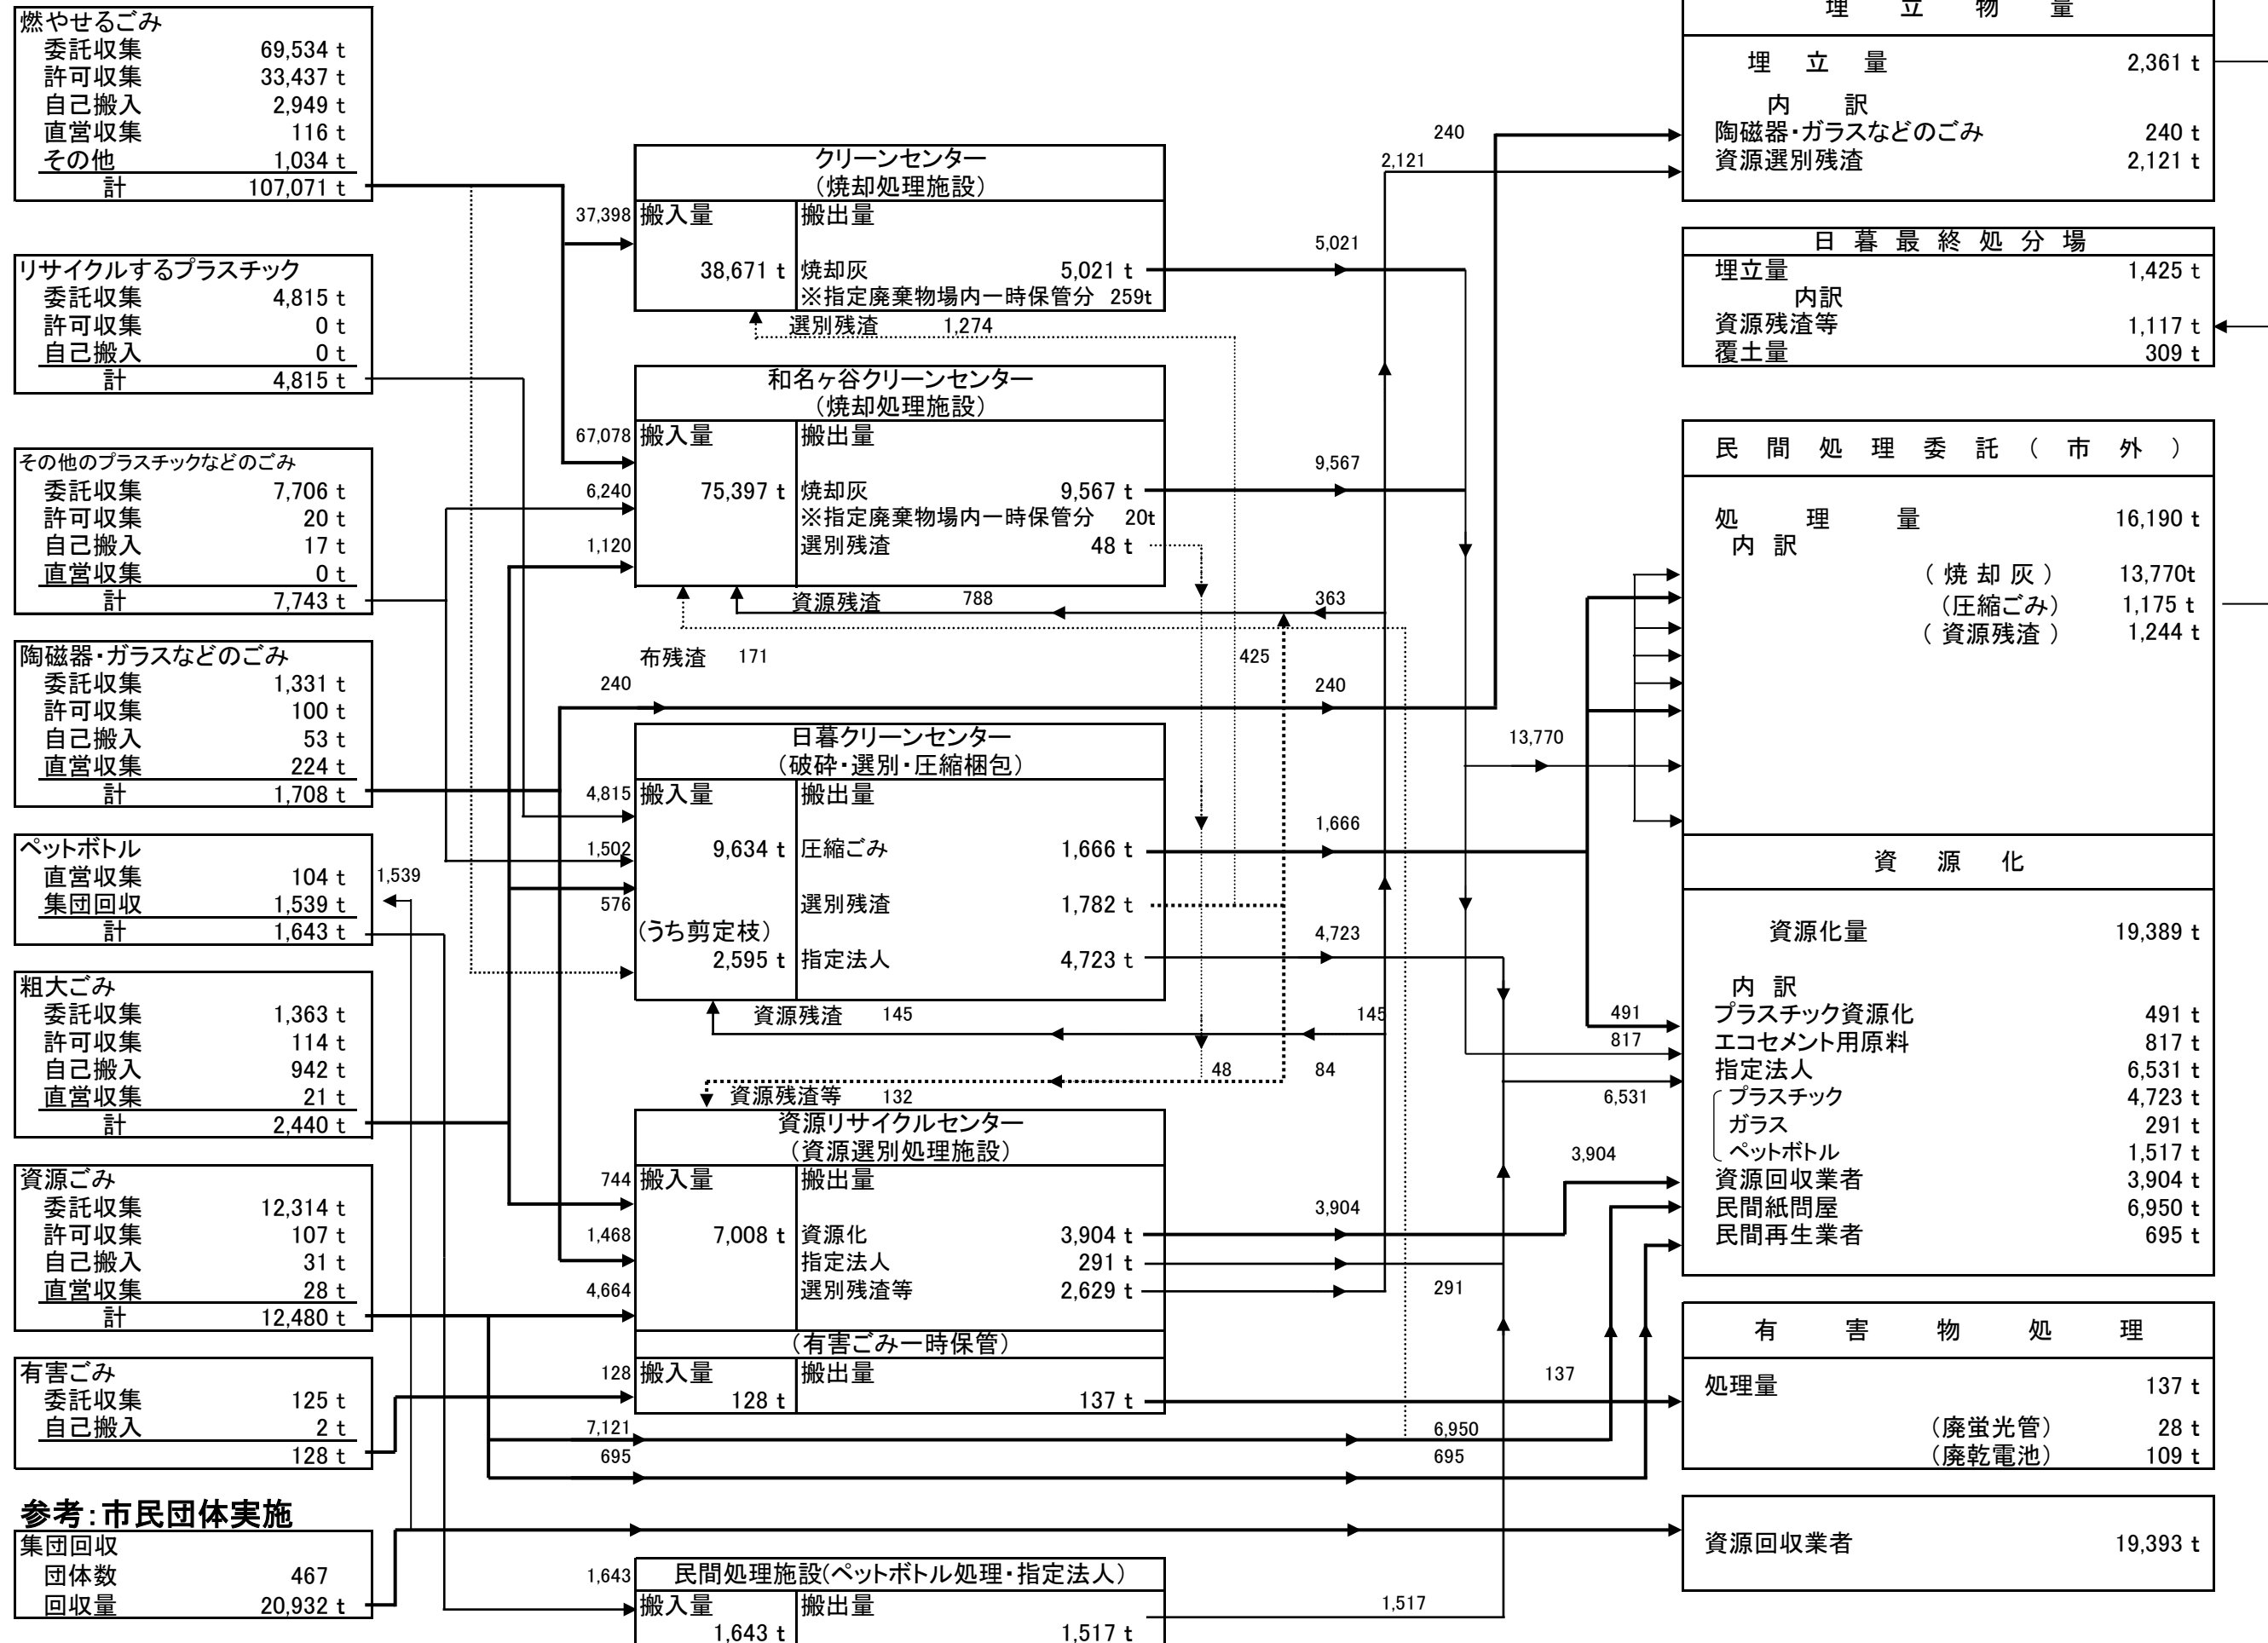 燃やせるごみ
委託収集 69,534 t
許可収集 33,437 t
自己搬入 2,949 t
直営収集 116 t
その他 1,034 t
計 107,071 t
リサイクルするプラスチック
委託収集 4,815 t
許可収集 0 t
自己搬入 0 t
計 4,815 t
その他のプラスチックなどのごみ
委託収集 7,706 t
許可収集 20 t
自己搬入 17 t
直営収集 0 t
計 7,743 t
陶磁器・ガラスなどのごみ
委託収集 1,331 t
許可収集 100 t
自己搬入 53 t
直営収集 224 t
計 1,708 t
ペットボトル
直営収集 104 t
集団回収 1,539 t
計 1,643 t
1,539
粗大ごみ
委託収集 1,363 t
許可収集 114 t
自己搬入 942 t
直営収集 21 t
計 2,440 t
資源ごみ
委託収集 12,314 t
許可収集 107 t
自己搬入 31 t
直営収集 28 t
計 12,480 t
有害ごみ
委託収集 125 t
自己搬入 2 t
128 t
参考：市民団体実施
集団回収
団体数 467
回収量 20,932 t
37,398
クリーンセンター
（焼却処理施設）
搬入量 搬出量
38,671 t 焼却灰 5,021 t
※指定廃棄物場内一時保管分 259t
選別残渣 1,274
67,078
6,240
1,120
和名ヶ谷クリーンセンター
（焼却処理施設）
搬入量 搬出量
75,397 t 焼却灰 9,567 t
※指定廃棄物場内一時保管分 20t
選別残渣 48 t
資源残渣 788
363
布残渣 171
425
240
240
日暮クリーンセンター
（破砕・選別・圧縮梱包）
4,815
1,502
576
搬入量 搬出量
9,634 t 圧縮ごみ 1,666 t
選別残渣 1,782 t
（うち剪定枝）
2,595 t 指定法人 4,723 t
資源残渣 145
145
48
84
資源残渣等 132
資源リサイクルセンター
（資源選別処理施設）
744
1,468
4,664
搬入量 搬出量
7,008 t 資源化 3,904 t
指定法人 291 t
選別残渣等 2,629 t
（有害ごみ一時保管）
128
搬入量 搬出量
128 t 137 t
7,121
695
6,950
695
1,643
民間処理施設(ペットボトル処理・指定法人）
搬入量 搬出量
1,643 t 1,517 t
240
2,121
5,021
9,567
13,770
1,666
4,723
491
817
6,531
3,904
3,904
291
137
1,517
埋立物量
埋立量 2,361 t
内訳
陶磁器・ガラスなどのごみ 240 t
資源選別残渣 2,121 t
日暮最終処分場
埋立量 1,425 t
内訳
資源残渣等 1,117 t
覆土量 309 t
民間処理委託（市外）
処理量 16,190 t
内訳
（焼却灰） 13,770t
（圧縮ごみ） 1,175 t
（資源残渣） 1,244 t
資源化
資源化量 19,389 t
内訳
プラスチック資源化 491 t
エコセメント用原料 817 t
指定法人 6,531 t
プラスチック 4,723 t
ガラス 291 t
ペットボトル 1,517 t
資源回収業者 3,904 t
民間紙問屋 6,950 t
民間再生業者 695 t
有害物処理
処理量 137 t
（廃蛍光管） 28 t
（廃乾電池） 109 t
資源回収業者 19,393 t